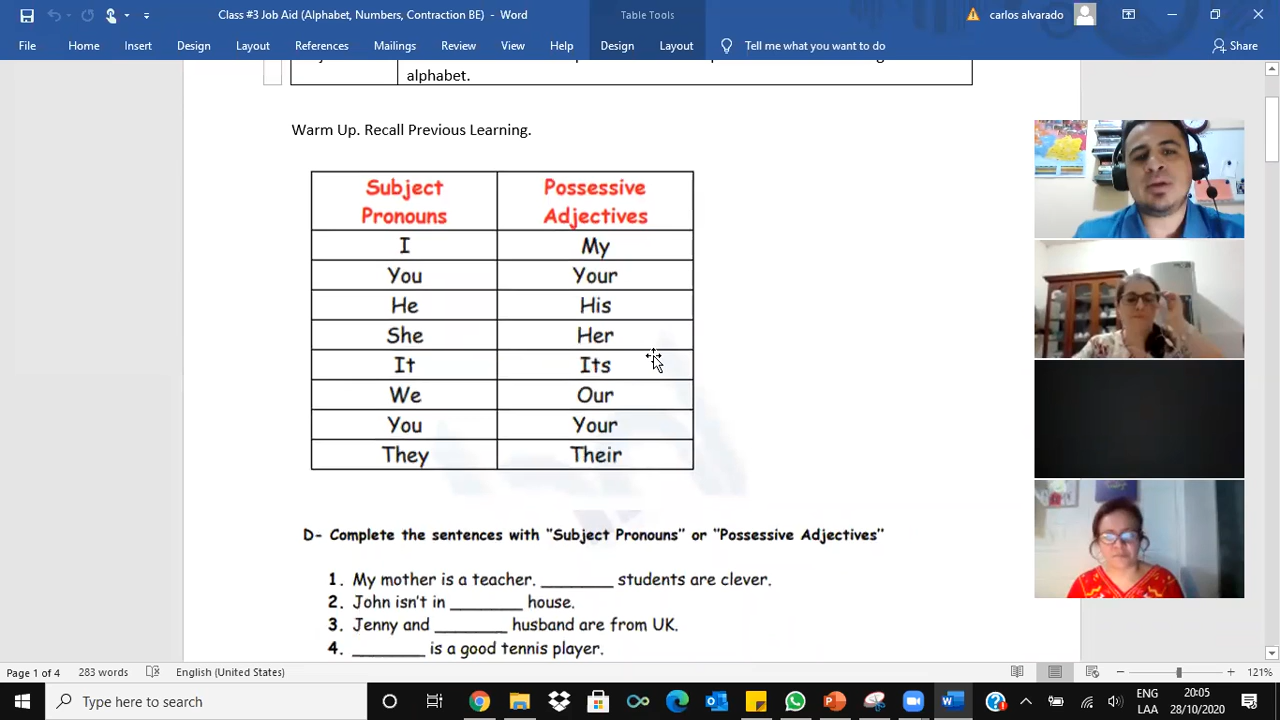 Class #3 Job Aid (Alphabet, Numbers, Contraction BE) - Word
Table Tools
carlos alvarado
File Home Insert Design Layout References Mailings Review View Help Design Layout Tell me what you want to do Share
alphabet.
Warm Up. Recall Previous Learning.
Subject Pronouns
Possessive Adjectives
I My
You Your
He His
She Her
It Its
We Our
You Your
They Their
D- Complete the sentences with "Subject Pronouns" or "Possessive Adjectives"
1. My mother is a teacher. _______ students are clever.
2. John isn't in _______ house.
3. Jenny and _______ husband are from UK.
4. _______ is a good tennis player.
Page 1 of 4 283 words English (United States) 121%
Type here to search
ENG 20:05
LAA 28/10/2020